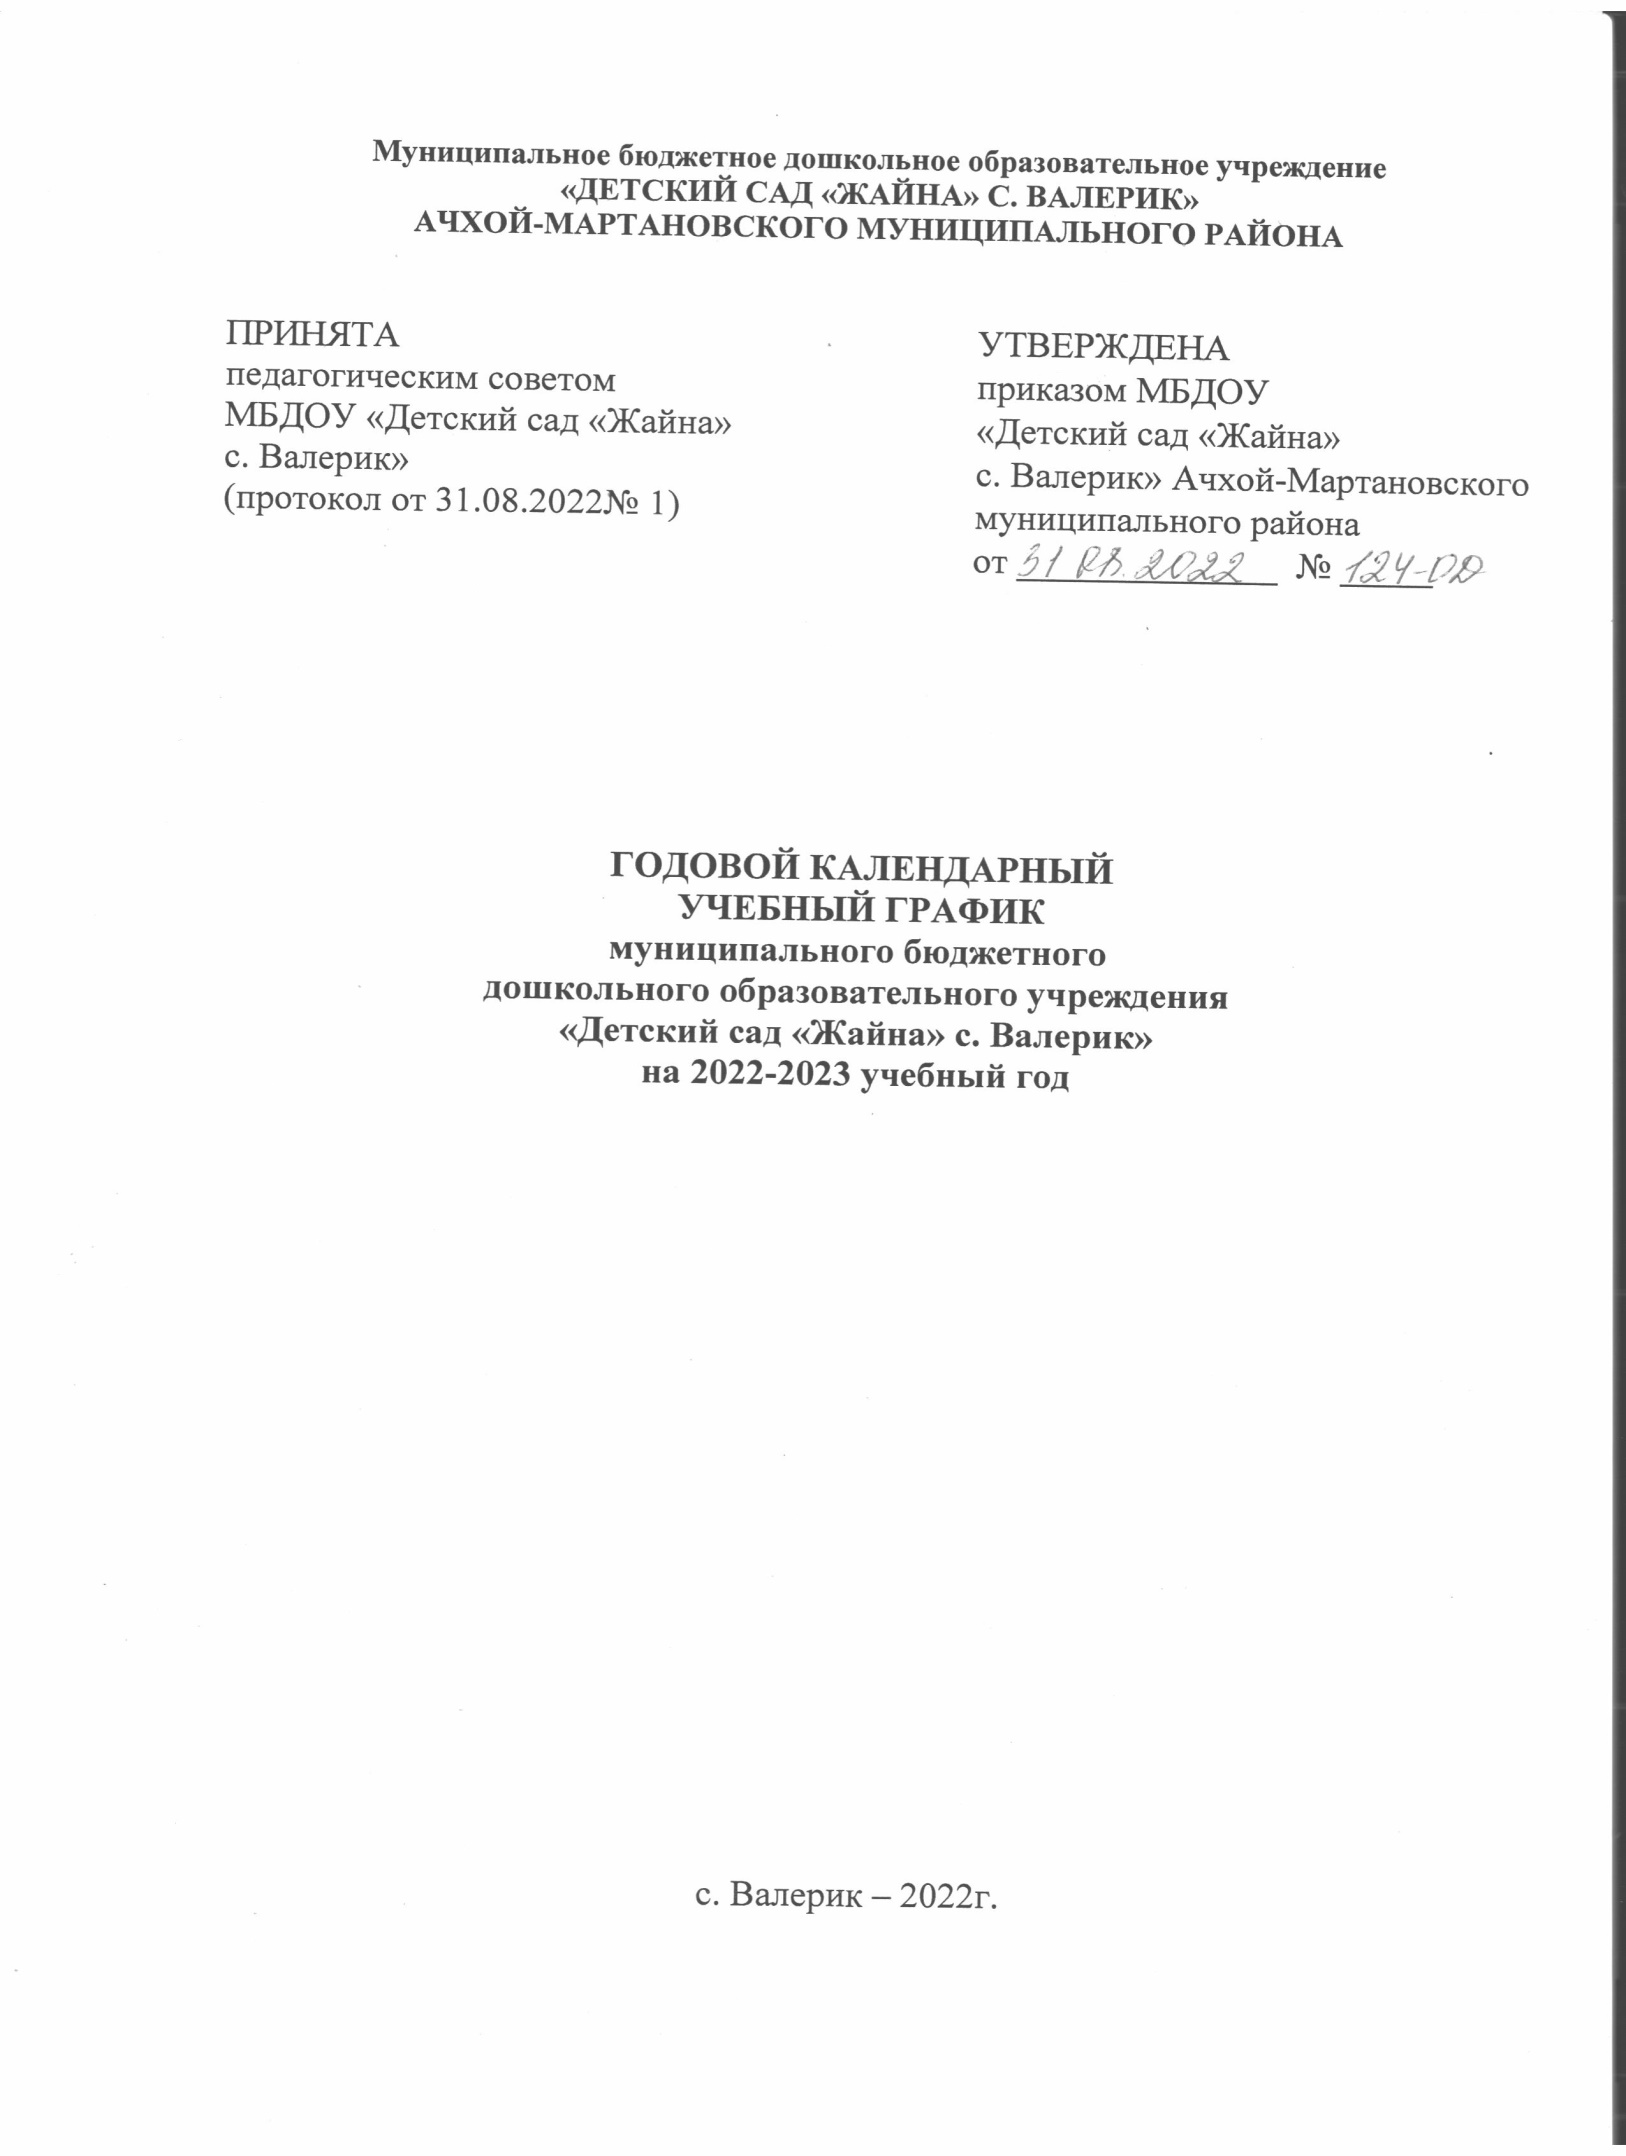 Муниципальное бюджетное дошкольное образовательное учреждение
«ДЕТСКИЙ САД «ЖАЙНА» С. ВАЛЕРИК»
АЧХОЙ-МАРТАНОВСКОГО МУНИЦИПАЛЬНОГО РАЙОНА
ПРИНЯТА
педагогическим советом
МБДОУ «Детский сад «Жайна»
с. Валерик»
(протокол от 31.08.2022№ 1)
УТВЕРЖДЕНА
приказом МБДОУ
«Детский сад «Жайна»
с. Валерик» Ачхой-Мартановского
муниципального района
от 31 08. 2022 № 124-ОД
ГОДОВОЙ КАЛЕНДАРНЫЙ
УЧЕБНЫЙ ГРАФИК
муниципального бюджетного
дошкольного образовательного учреждения
«Детский сад «Жайна» с. Валерик»
на 2022-2023 учебный год
с. Валерик – 2022г.